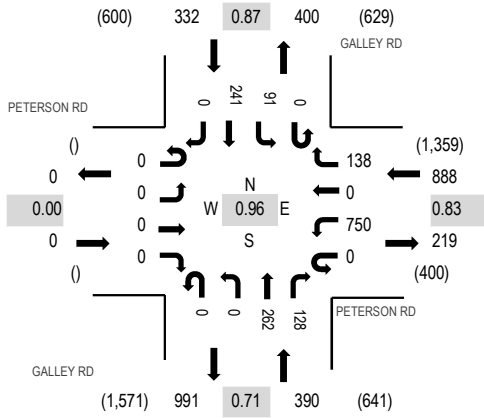 (600) 332 0.87 400 (629)
GALLEY RD
0 241 91 0
PETERSON RD
() 0 138 (1,359)
0 N 888
0 0
0.00 W 0.96 E 0.83
0 750
0 S 219
0 0
() (400)
0 0 262 128
PETERSON RD
GALLEY RD
(1,571) 991 0.71 390 (641)